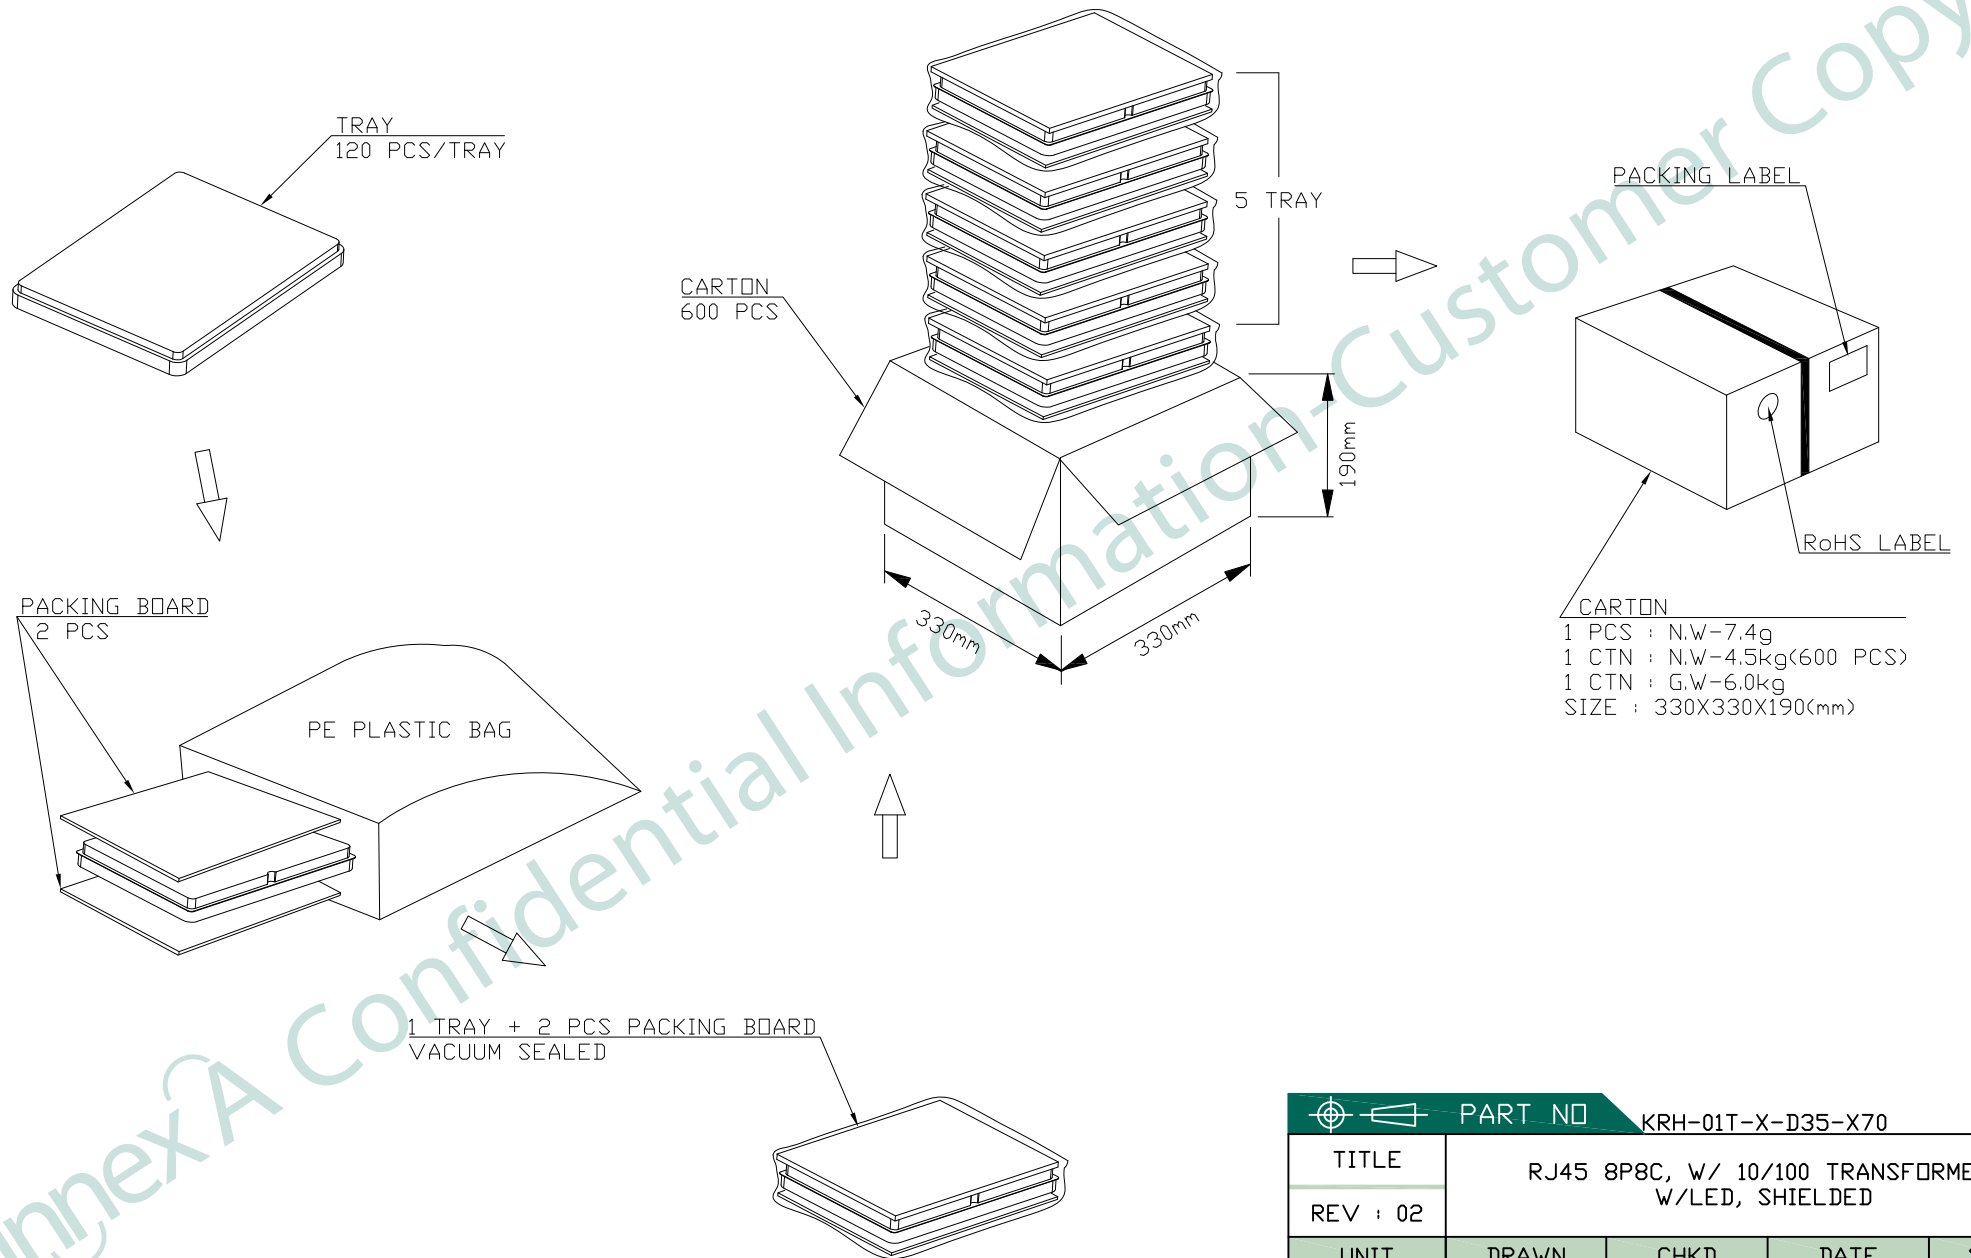 TRAY
120 PCS/TRAY
5 TRAY
CARTON
600 PCS
190mm
330mm
330mm
PACKING LABEL
RoHS LABEL
CARTON
1 PCS : N.W-7.4g
1 CTN : N.W-4.5kg(600 PCS)
1 CTN : G.W-6.0kg
SIZE : 330X330X190(mm)
PACKING BOARD
2 PCS
PE PLASTIC BAG
1 TRAY + 2 PCS PACKING BOARD
VACUUM SEALED
Confidential Information-Customer Copy
PART NO
KRH-01T-X-D35-X70
TITLE
RJ45 8P8C, W/ 10/100 TRANSFORME
W/LED, SHIELDED
REV : 02
UNIT DRAWN CHKD DATE